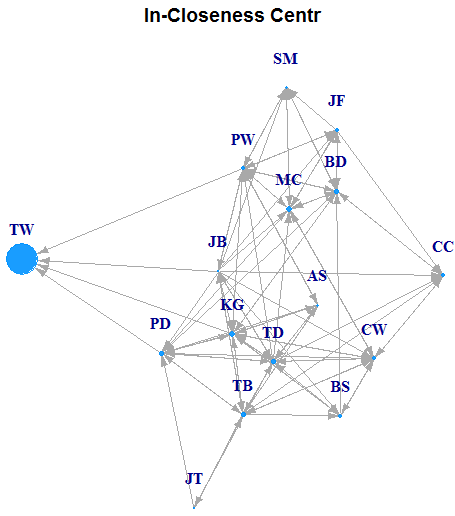 In-Closeness Centr
SM
JF
PW
BD
MC
TW
JB
CC
AS
KG
PD
TD
CW
TB
BS
JT